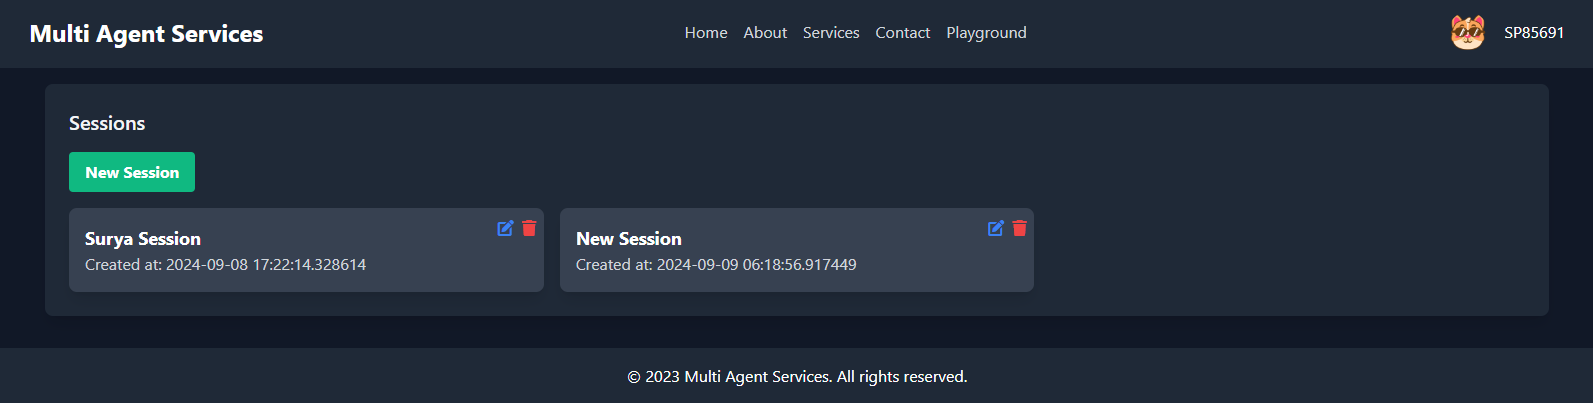 Multi Agent Services
Home About Services Contact Playground
SP85691
Sessions
New Session
Surya Session
Created at: 2024-09-08 17:22:14.328614
New Session
Created at: 2024-09-09 06:18:56.917449
© 2023 Multi Agent Services. All rights reserved.